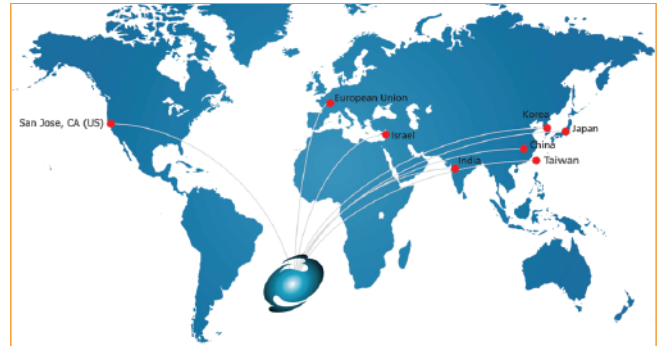 European Union
Korea
San Jose, CA (US)
Japan
Israel
China
India
Taiwan